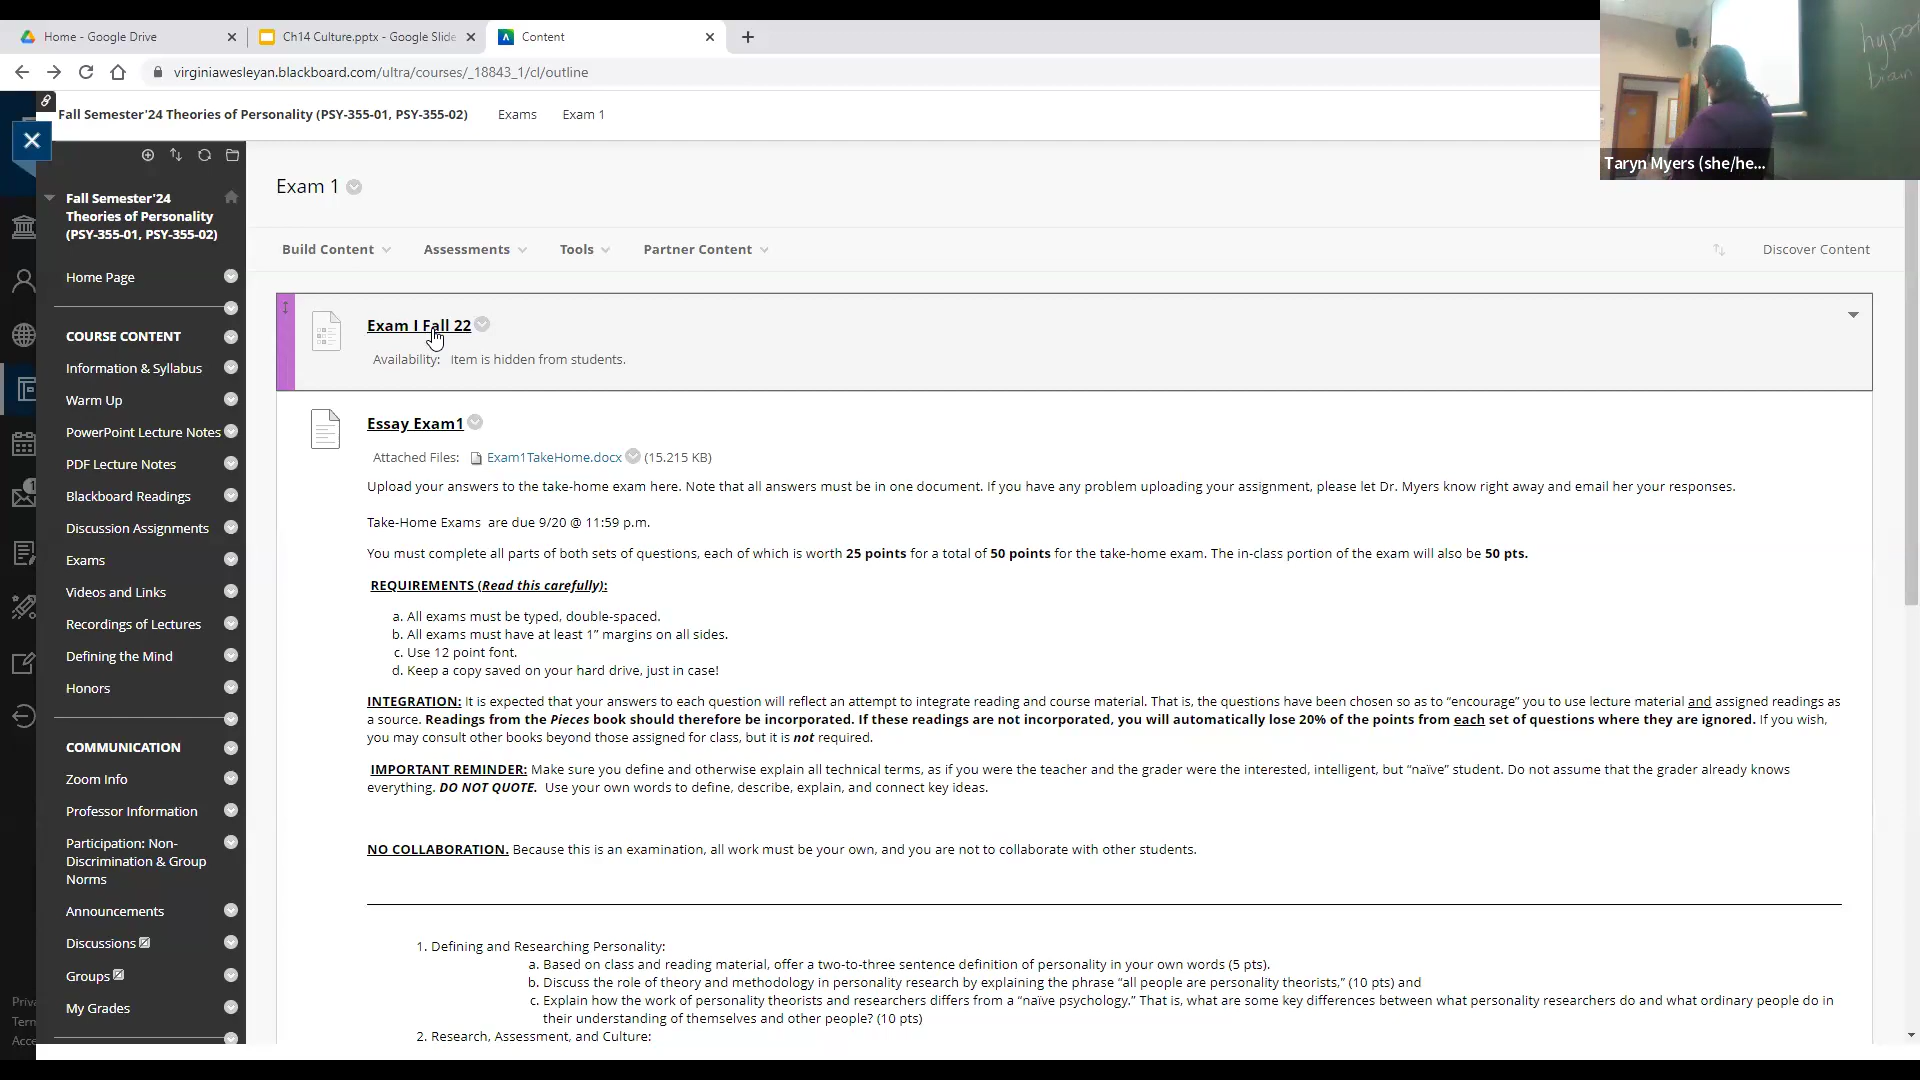 Home - Google Drive
Ch14 Culture.pptx - Google Slide
Content
virginiawesleyan.blackboard.com/ultra/courses/_18843_1/cl/outline
Fall Semester'24 Theories of Personality (PSY-355-01, PSY-355-02)
Exams
Exam 1
Taryn Myers (she/he...
Fall Semester'24
Theories of Personality
(PSY-355-01, PSY-355-02)
Home Page
COURSE CONTENT
Information & Syllabus
Warm Up
PowerPoint Lecture Notes
PDF Lecture Notes
Blackboard Readings
Discussion Assignments
Exams
Videos and Links
Recordings of Lectures
Defining the Mind
Honors
COMMUNICATION
Zoom Info
Professor Information
Participation: Non-
Discrimination & Group
Norms
Announcements
Discussions
Groups
My Grades
Priva
Term
Acce
1
Exam 1
Build Content
Assessments
Tools
Partner Content
Discover Content
Exam I Fall 22
Availability: Item is hidden from students.
Essay Exam1
Attached Files: Exam1TakeHome.docx (15.215 KB)
Upload your answers to the take-home exam here. Note that all answers must be in one document. If you have any problem uploading your assignment, please let Dr. Myers know right away and email her your responses.
Take-Home Exams are due 9/20 @ 11:59 p.m.
You must complete all parts of both sets of questions, each of which is worth 25 points for a total of 50 points for the take-home exam. The in-class portion of the exam will also be 50 pts.
REQUIREMENTS (Read this carefully):
a. All exams must be typed, double-spaced.
b. All exams must have at least 1” margins on all sides.
c. Use 12 point font.
d. Keep a copy saved on your hard drive, just in case!
INTEGRATION: It is expected that your answers to each question will reflect an attempt to integrate reading and course material. That is, the questions have been chosen so as to “encourage” you to use lecture material and assigned readings as
a source. Readings from the Pieces book should therefore be incorporated. If these readings are not incorporated, you will automatically lose 20% of the points from each set of questions where they are ignored. If you wish,
you may consult other books beyond those assigned for class, but it is not required.
IMPORTANT REMINDER: Make sure you define and otherwise explain all technical terms, as if you were the teacher and the grader were the interested, intelligent, but “naïve” student. Do not assume that the grader already knows
everything. DO NOT QUOTE. Use your own words to define, describe, explain, and connect key ideas.
NO COLLABORATION. Because this is an examination, all work must be your own, and you are not to collaborate with other students.
1. Defining and Researching Personality:
a. Based on class and reading material, offer a two-to-three sentence definition of personality in your own words (5 pts).
b. Discuss the role of theory and methodology in personality research by explaining the phrase “all people are personality theorists,” (10 pts) and
c. Explain how the work of personality theorists and researchers differs from a “naïve psychology.” That is, what are some key differences between what personality researchers do and what ordinary people do in
their understanding of themselves and other people? (10 pts)
2. Research, Assessment, and Culture: